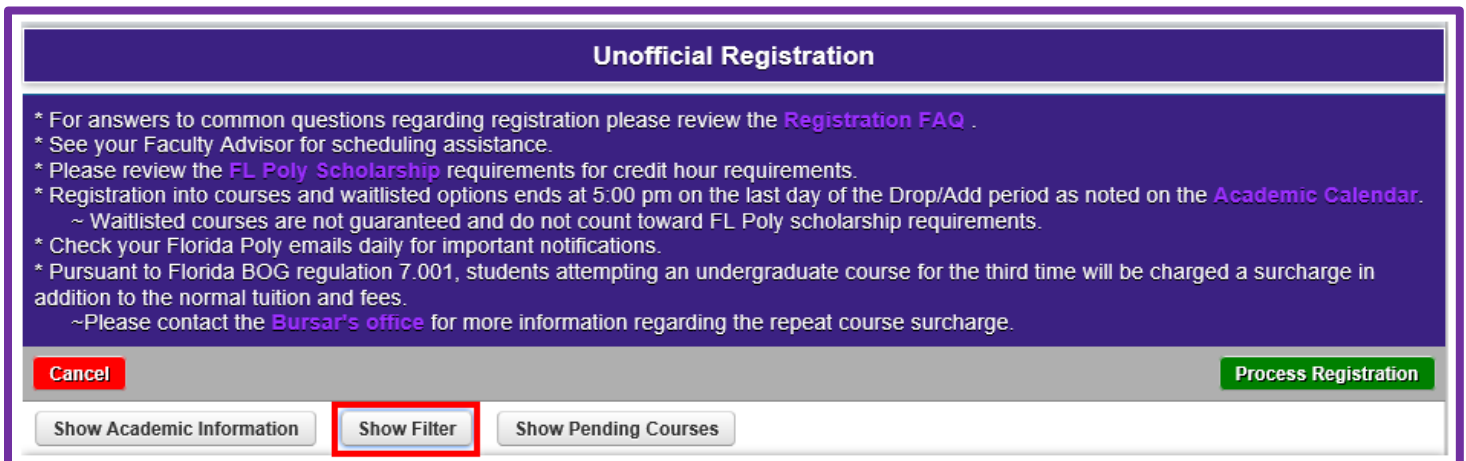 Unofficial Registration
* For answers to common questions regarding registration please review the Registration FAQ .
* See your Faculty Advisor for scheduling assistance.
* Please review the FL Poly Scholarship requirements for credit hour requirements.
* Registration into courses and waitlisted options ends at 5:00 pm on the last day of the Drop/Add period as noted on the Academic Calendar.
~ Waitlisted courses are not guaranteed and do not count toward FL Poly scholarship requirements.
* Check your Florida Poly emails daily for important notifications.
* Pursuant to Florida BOG regulation 7.001, students attempting an undergraduate course for the third time will be charged a surcharge in
addition to the normal tuition and fees.
~Please contact the Bursar's office for more information regarding the repeat course surcharge.
Cancel Process Registration
Show Academic Information Show Filter Show Pending Courses